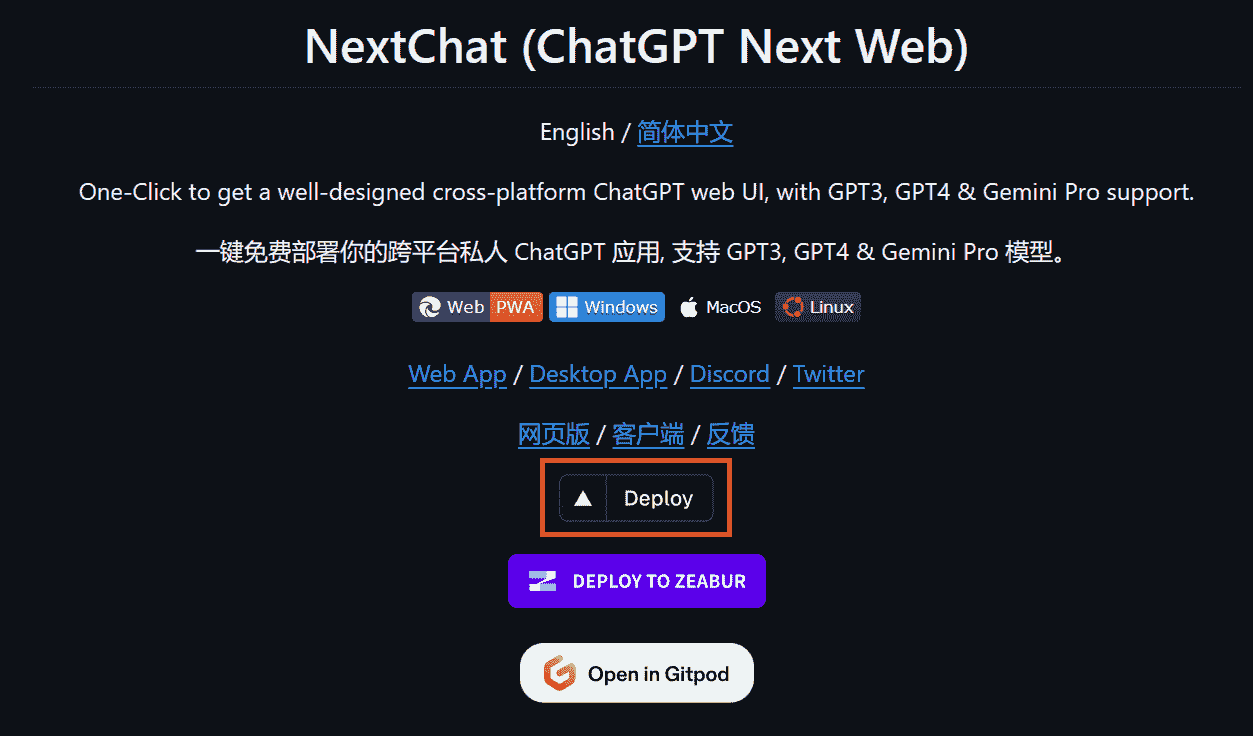 NextChat (ChatGPT Next Web)
English / 简体中文
One-Click to get a well-designed cross-platform ChatGPT web UI, with GPT3, GPT4 & Gemini Pro support.
一键免费部署你的跨平台私人 ChatGPT 应用, 支持 GPT3, GPT4 & Gemini Pro 模型。
Web PWA Windows MacOS Linux
Web App / Desktop App / Discord / Twitter
网页版 / 客户端 / 反馈
Deploy
DEPLOY TO ZEABUR
Open in Gitpod